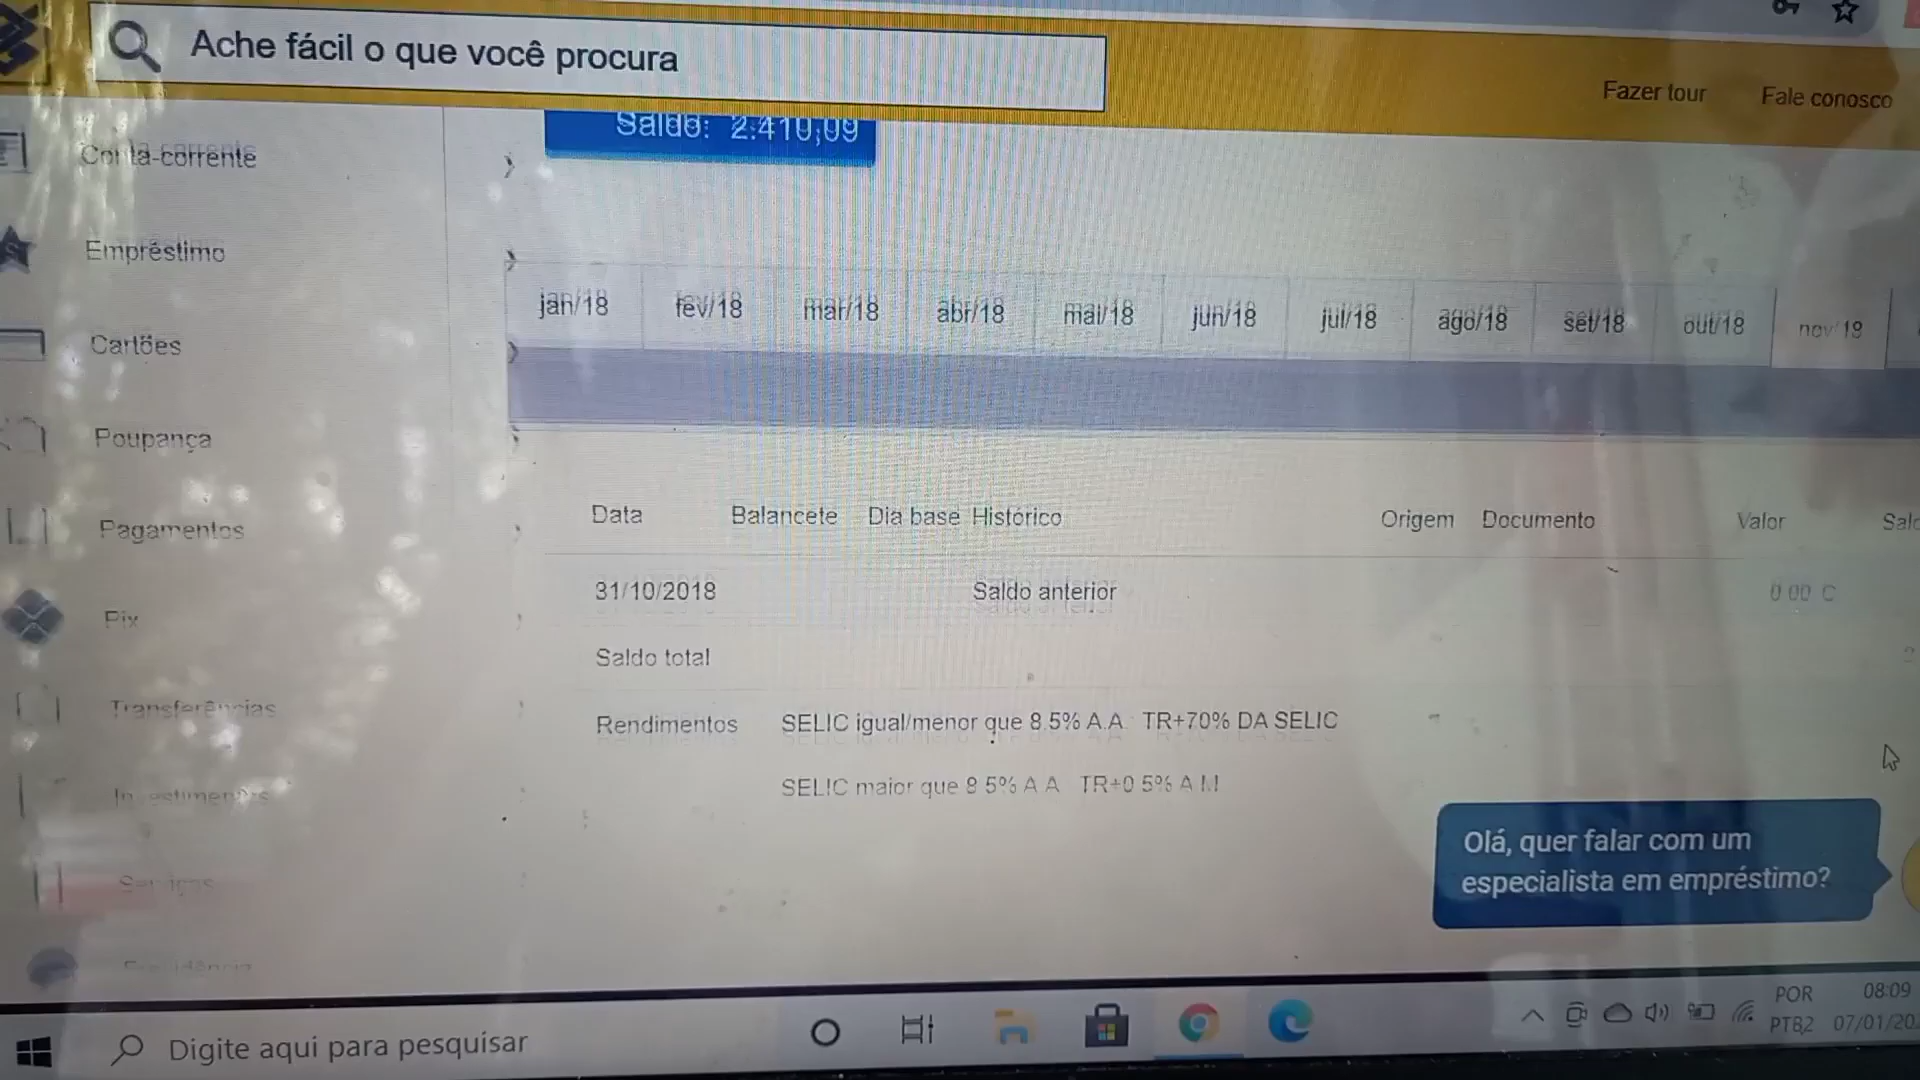 Ache fácil o que você procura
Fazer tour
Fale conosco
Saldo: 2.410,09
Conta-corrente
Empréstimo
Cartões
Poupança
Pagamentos
Pix
Transferências
Investimentos
Serviços
jan/18 fev/18 mar/18 abr/18 mai/18 jun/18 jul/18 ago/18 set/18 out/18 nov/18
Data Balancete Dia base Histórico Origem Documento Valor
31/10/2018 Saldo anterior 0,00 C
Saldo total
Rendimentos SELIC igual/menor que 8,5% A.A TR+70% DA SELIC
SELIC maior que 8,5% A A TR+0,5% A M
Olá, quer falar com um
especialista em empréstimo?
Digite aqui para pesquisar
POR
PTB2
08:09
07/01/20